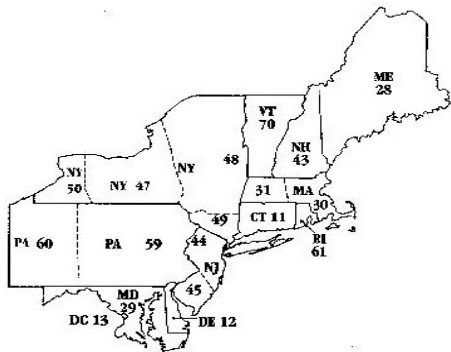 ME
28
VT
70
NH
43
NY
48
NY
50
NY 47
31
MA
30
CT 11
RI
61
49
PA 60
PA 59
44
NJ
45
MD
29
DC 13
DE 12